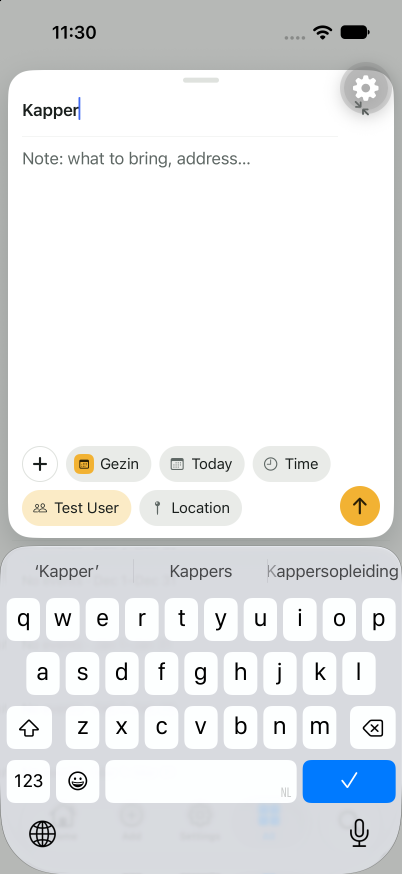 11:30
Kapper
Note: what to bring, address...
Gezin
Today
Time
Test User
Location
‘Kapper’ Kappers Kappersopleiding
q w e r t y u i o p
a s d f g h j k l
z x c v b n m
123
NL